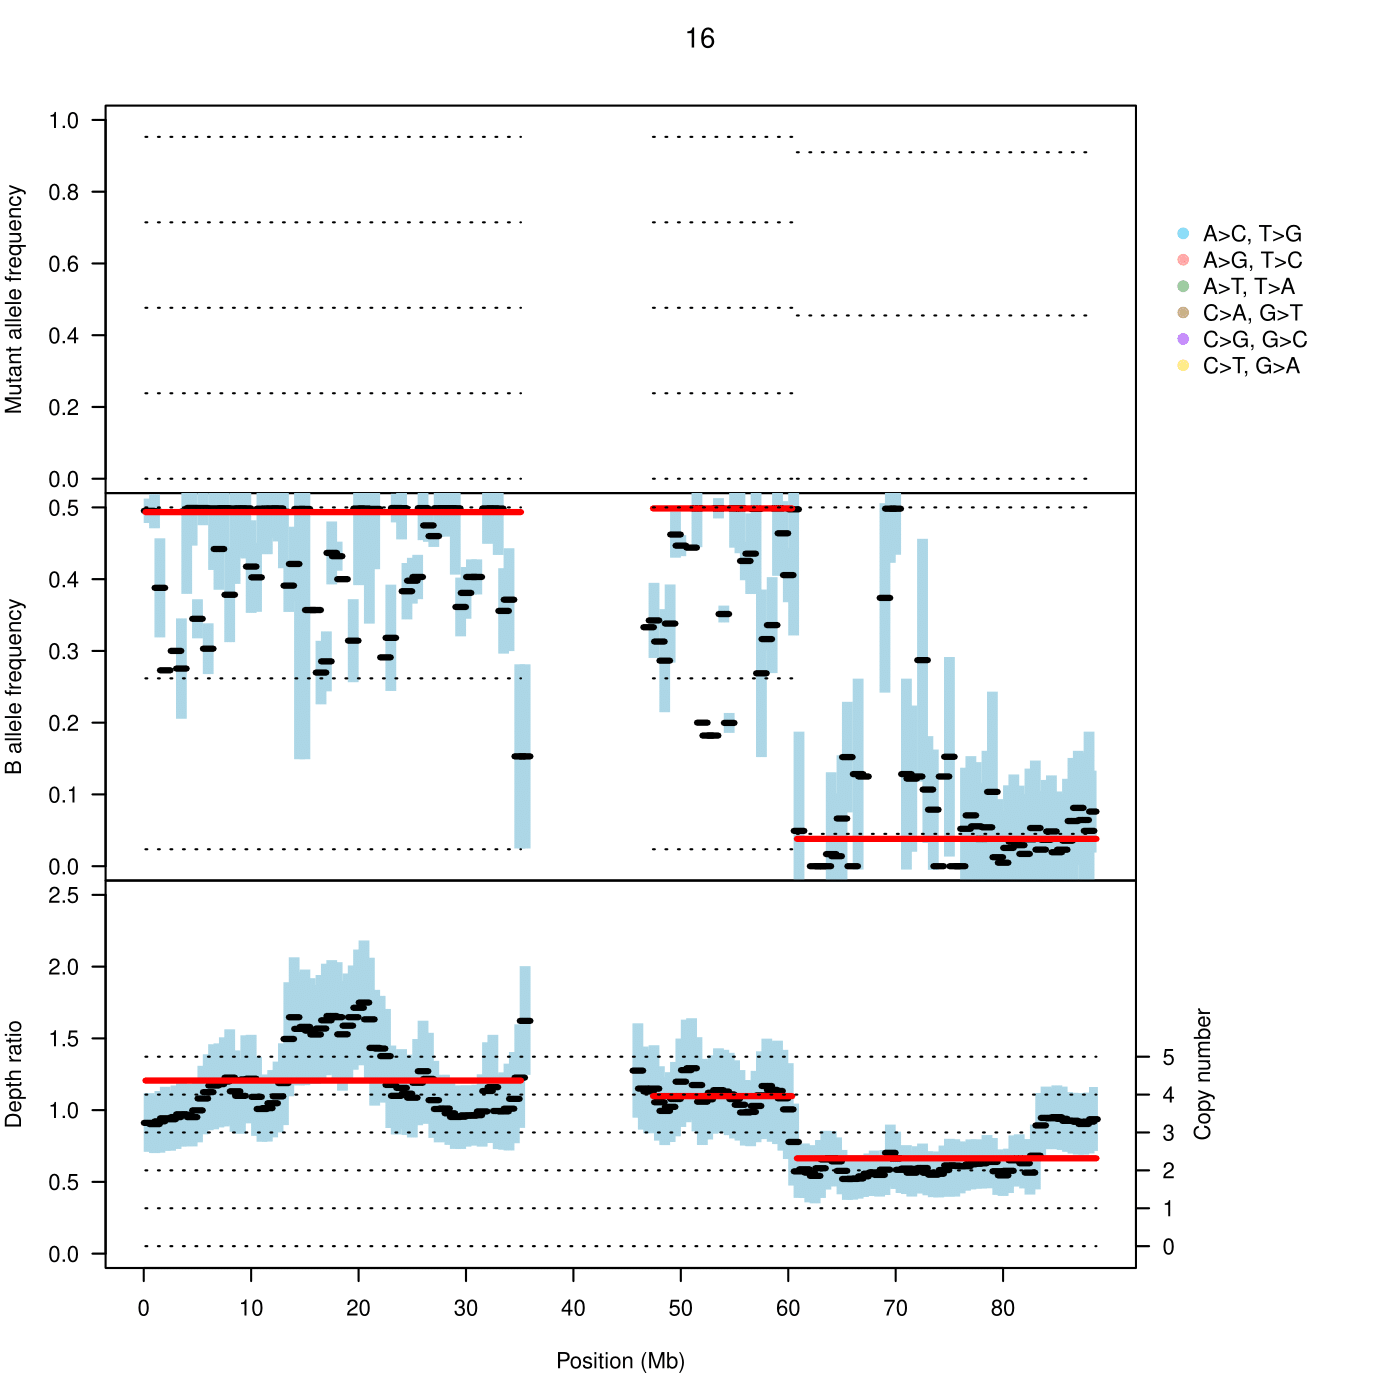 16
Mutant allele frequency
1.0
0.8
0.6
0.4
0.2
0.0
A>C, T>G
A>G, T>C
A>T, T>A
C>A, G>T
C>G, G>C
C>T, G>A
B allele frequency
0.5
0.4
0.3
0.2
0.1
0.0
Depth ratio
2.5
2.0
1.5
1.0
0.5
0.0
Copy number
5
4
3
2
1
0
0 10 20 30 40 50 60 70 80
Position (Mb)